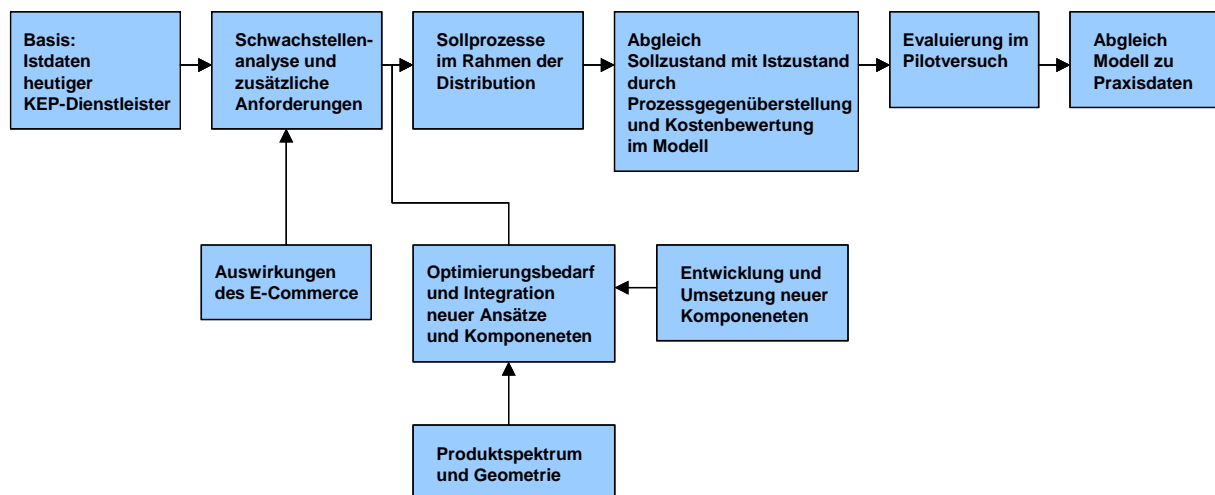 Basis:
Istdaten
heutiger
KEP-Dienstleister
Schwachstellen-
analyse und
zusätzliche
Anforderungen
Sollprozesse
im Rahmen der
Distribution
Abgleich
Sollzustand mit Istzustand
durch
Prozessgegenüberstellung
und Kostenbewertung
im Modell
Evaluierung im
Pilotversuch
Abgleich
Modell zu
Praxisdaten
Auswirkungen
des E-Commerce
Optimierungsbedarf
und Integration
neuer Ansätze
und Komponeneten
Entwicklung und
Umsetzung neuer
Komponeneten
Produktspektrum
und Geometrie